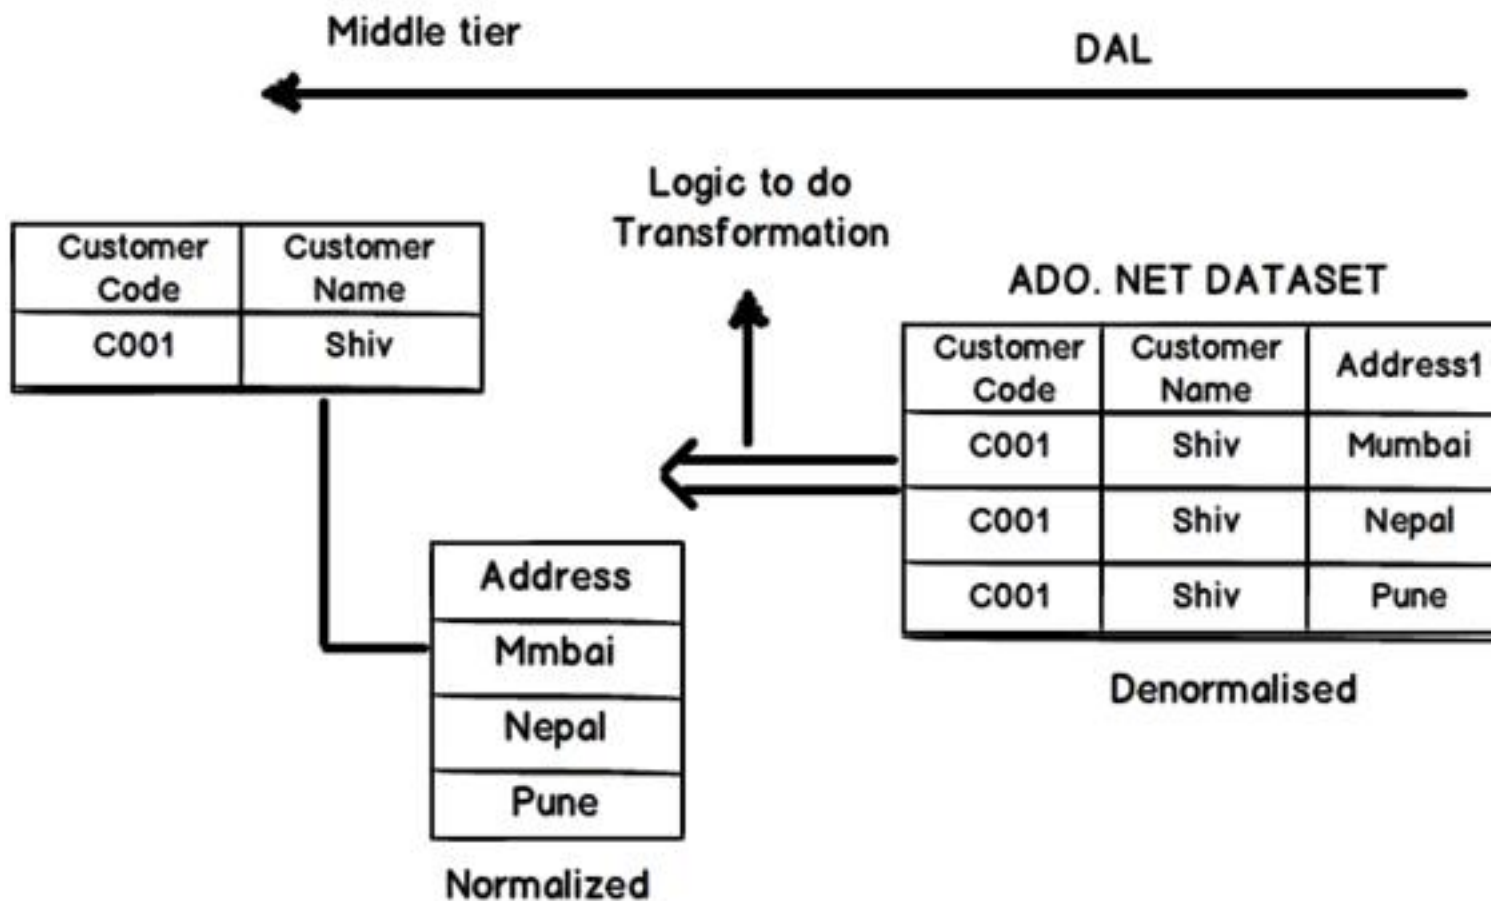 Middle tier
DAL
Logic to do
Transformation
Customer Code
Customer Name
C001
Shiv
ADO. NET DATASET
Customer Code
Customer Name
Address1
C001
Shiv
Mumbai
C001
Shiv
Nepal
C001
Shiv
Pune
Denormalised
Address
Mmbai
Nepal
Pune
Normalized